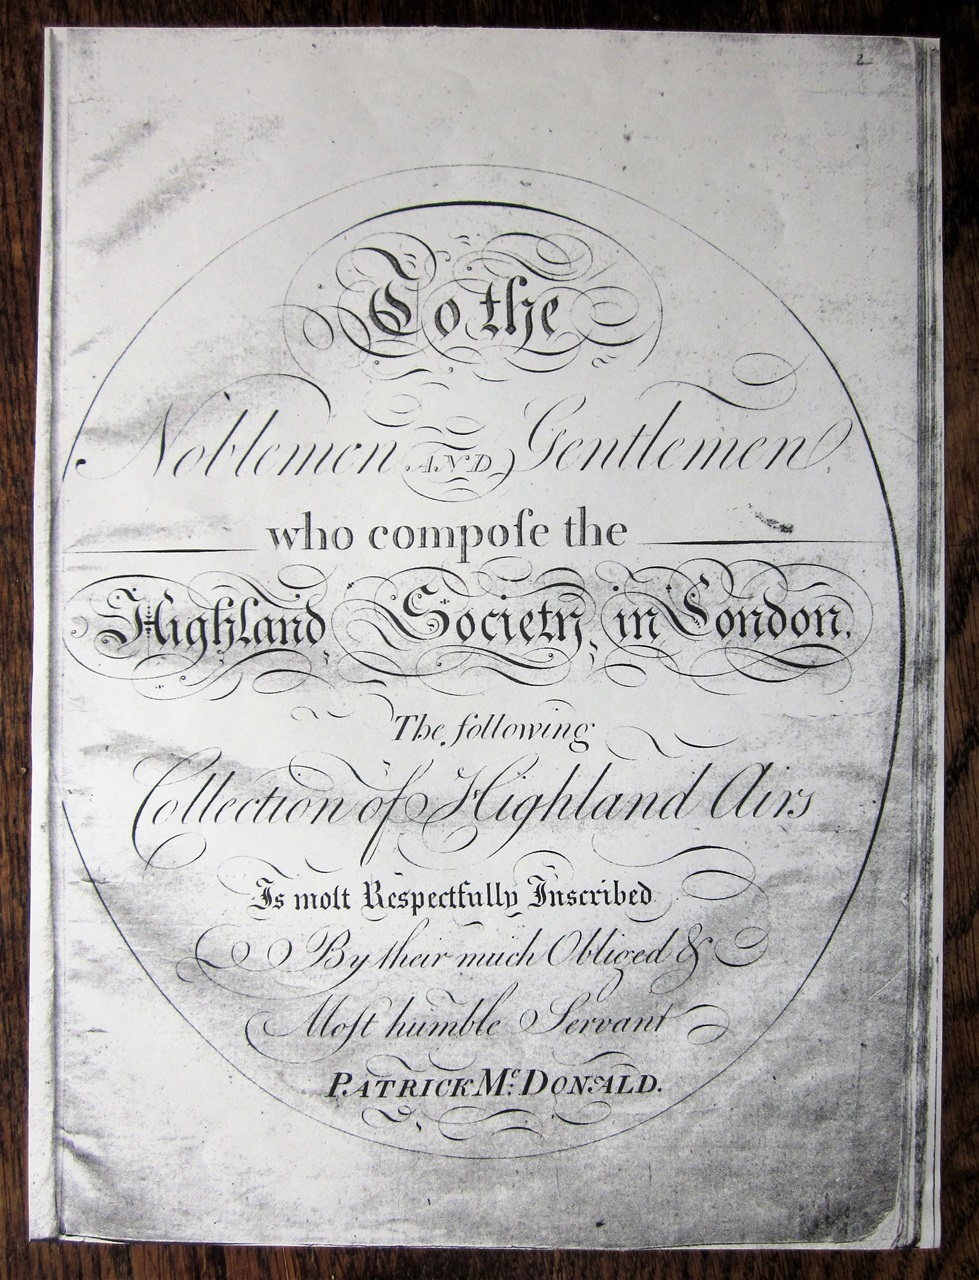 2
To the
Noblemen AND Gentlemen
who compoſe the
Highland Society in London.
The following
Collection of Highland Airs
Is moſt Respectfully Inscribed
By their much Obliged &
Moſt humble Servant
PATRICK Mc. DONALD.